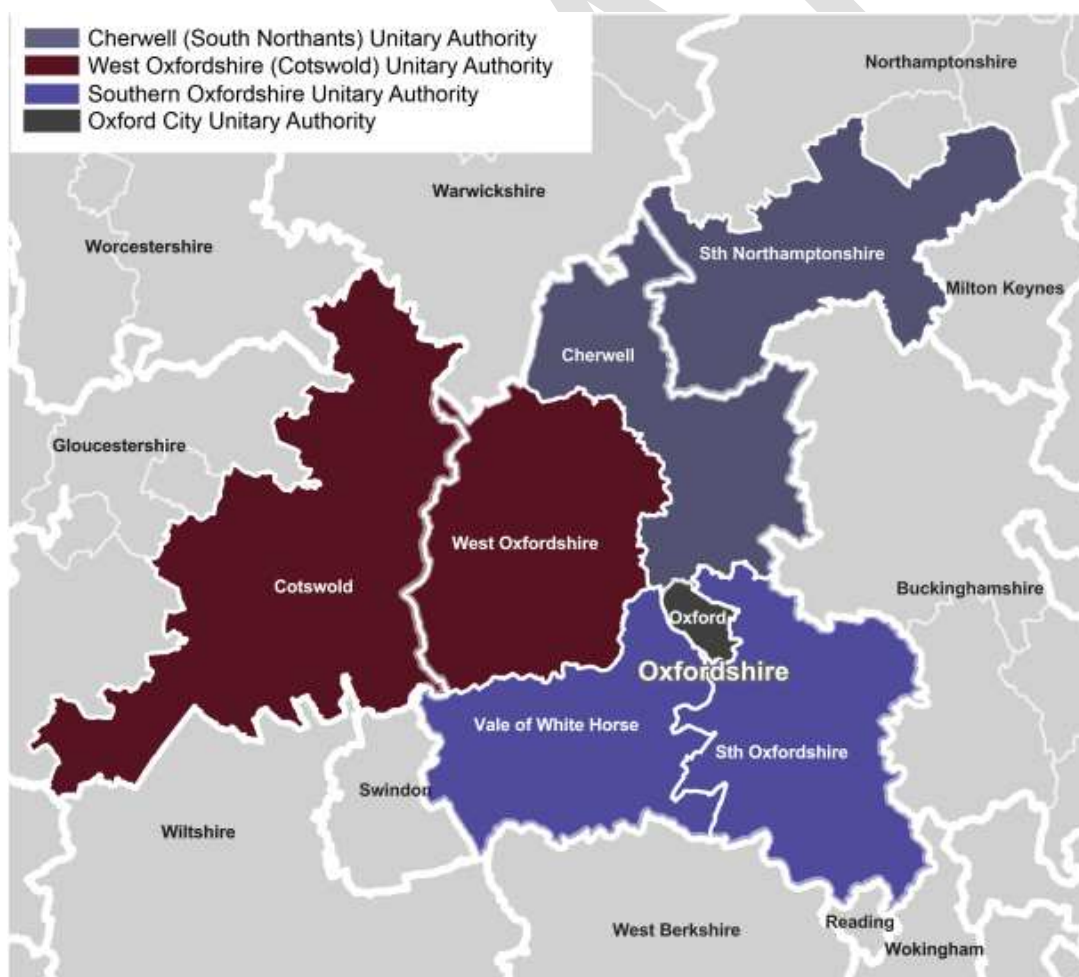 Cherwell (South Northants) Unitary Authority
West Oxfordshire (Cotswold) Unitary Authority
Southern Oxfordshire Unitary Authority
Oxford City Unitary Authority
Northamptonshire
Warwickshire
Worcestershire
Sth Northamptonshire
Milton Keynes
Cherwell
Gloucestershire
West Oxfordshire
Cotswold
Buckinghamshire
Oxford
Oxfordshire
Vale of White Horse
Sth Oxfordshire
Swindon
Wiltshire
Reading
West Berkshire
Wokingham